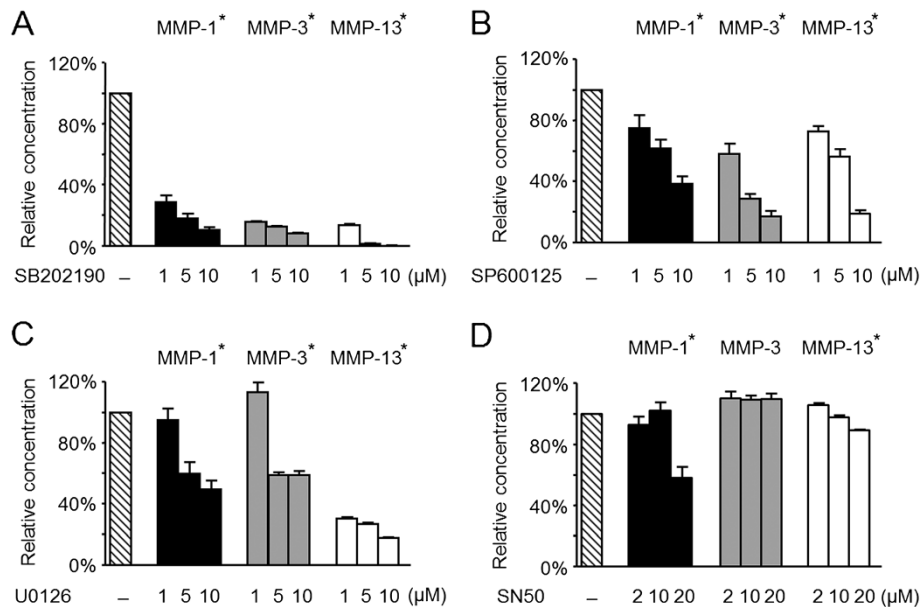 A
MMP-1* MMP-3* MMP-13*
Relative concentration
120%
80%
40%
0%
SB202190 – 1 5 10 1 5 10 1 5 10 (μM)
B
MMP-1* MMP-3* MMP-13*
Relative concentration
120%
80%
40%
0%
SP600125 – 1 5 10 1 5 10 1 5 10 (μM)
C
MMP-1* MMP-3* MMP-13*
Relative concentration
120%
80%
40%
0%
U0126 – 1 5 10 1 5 10 1 5 10 (μM)
D
MMP-1* MMP-3 MMP-13*
Relative concentration
120%
80%
40%
0%
SN50 – 2 10 20 2 10 20 2 10 20 (μM)